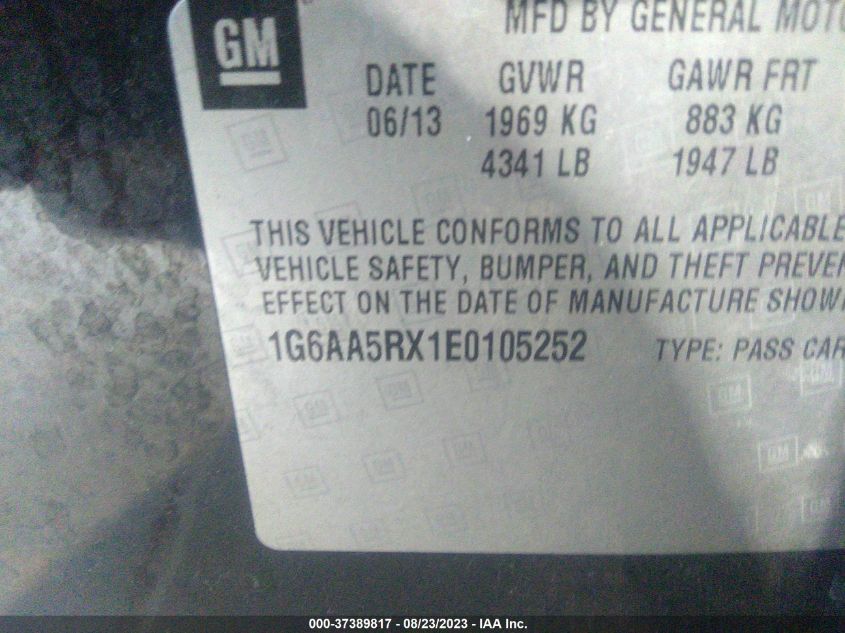 GM
MFD BY GENERAL MOTO
DATE GVWR GAWR FRT
06/13 1969 KG 883 KG
4341 LB 1947 LB
THIS VEHICLE CONFORMS TO ALL APPLICABLE
VEHICLE SAFETY, BUMPER, AND THEFT PREVE
EFFECT ON THE DATE OF MANUFACTURE SHOW
1G6AA5RX1E0105252 TYPE: PASS CAR
000-37389817 - 08/23/2023 - IAA Inc.